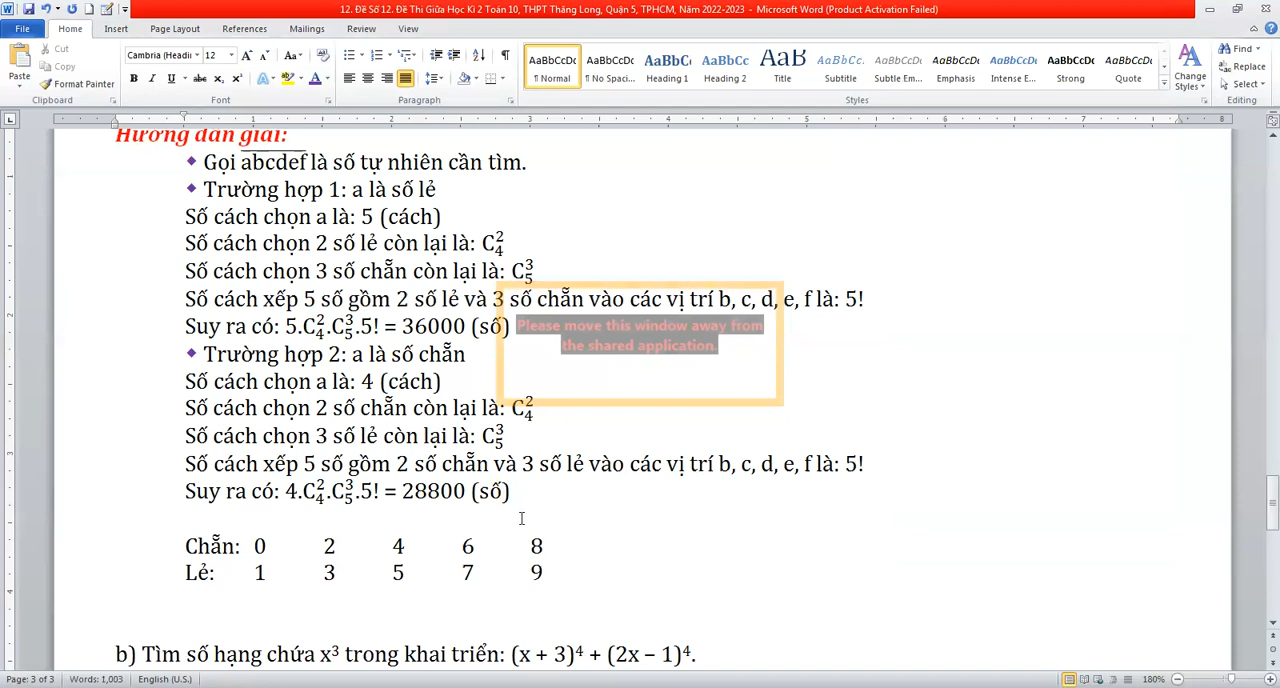 12. Đề Số 12. Đề Thi Giữa Học Kì 2 Toán 10, THPT Thăng Long, Quận 5, TPHCM, Năm 2022-2023 - Microsoft Word (Product Activation Failed)
File Home Insert Page Layout References Mailings Review View
Paste
Cut
Copy
Format Painter
Cambria (Headi 12
AaBbCcDc AaBbCcDc AaBbC AaBbCc AaB AaBbCc. AaBbCcDc AaBbCcDc AaBbCcDc AaBbCcDc AaBbCcDc
¶ Normal ¶ No Spaci... Heading 1 Heading 2 Title Subtitle Subtle Em... Emphasis Intense E... Strong Quote
Change Styles
Find
Replace
Select
Clipboard Font Paragraph Styles Editing
1 2 3 4 5 6 7 8
Hướng dẫn giải:
Gọi abcdef là số tự nhiên cần tìm.
Trường hợp 1: a là số lẻ
Số cách chọn a là: 5 (cách)
Số cách chọn 2 số lẻ còn lại là: C₄²
Số cách chọn 3 số chẵn còn lại là: C₅³
Số cách xếp 5 số gồm 2 số lẻ và 3 số chẵn vào các vị trí b, c, d, e, f là: 5!
Suy ra có: 5.C₄².C₅³.5! = 36000 (số)
Please move this window away from
the shared application.
Trường hợp 2: a là số chẵn
Số cách chọn a là: 4 (cách)
Số cách chọn 2 số chẵn còn lại là: C₄²
Số cách chọn 3 số lẻ còn lại là: C₅³
Số cách xếp 5 số gồm 2 số chẵn và 3 số lẻ vào các vị trí b, c, d, e, f là: 5!
Suy ra có: 4.C₄².C₅³.5! = 28800 (số)
Chẵn: 0 2 4 6 8
Lẻ: 1 3 5 7 9
b) Tìm số hạng chứa x³ trong khai triển: (x + 3)⁴ + (2x − 1)⁴.
Page: 3 of 3 Words: 1,003 English (U.S.) 180%